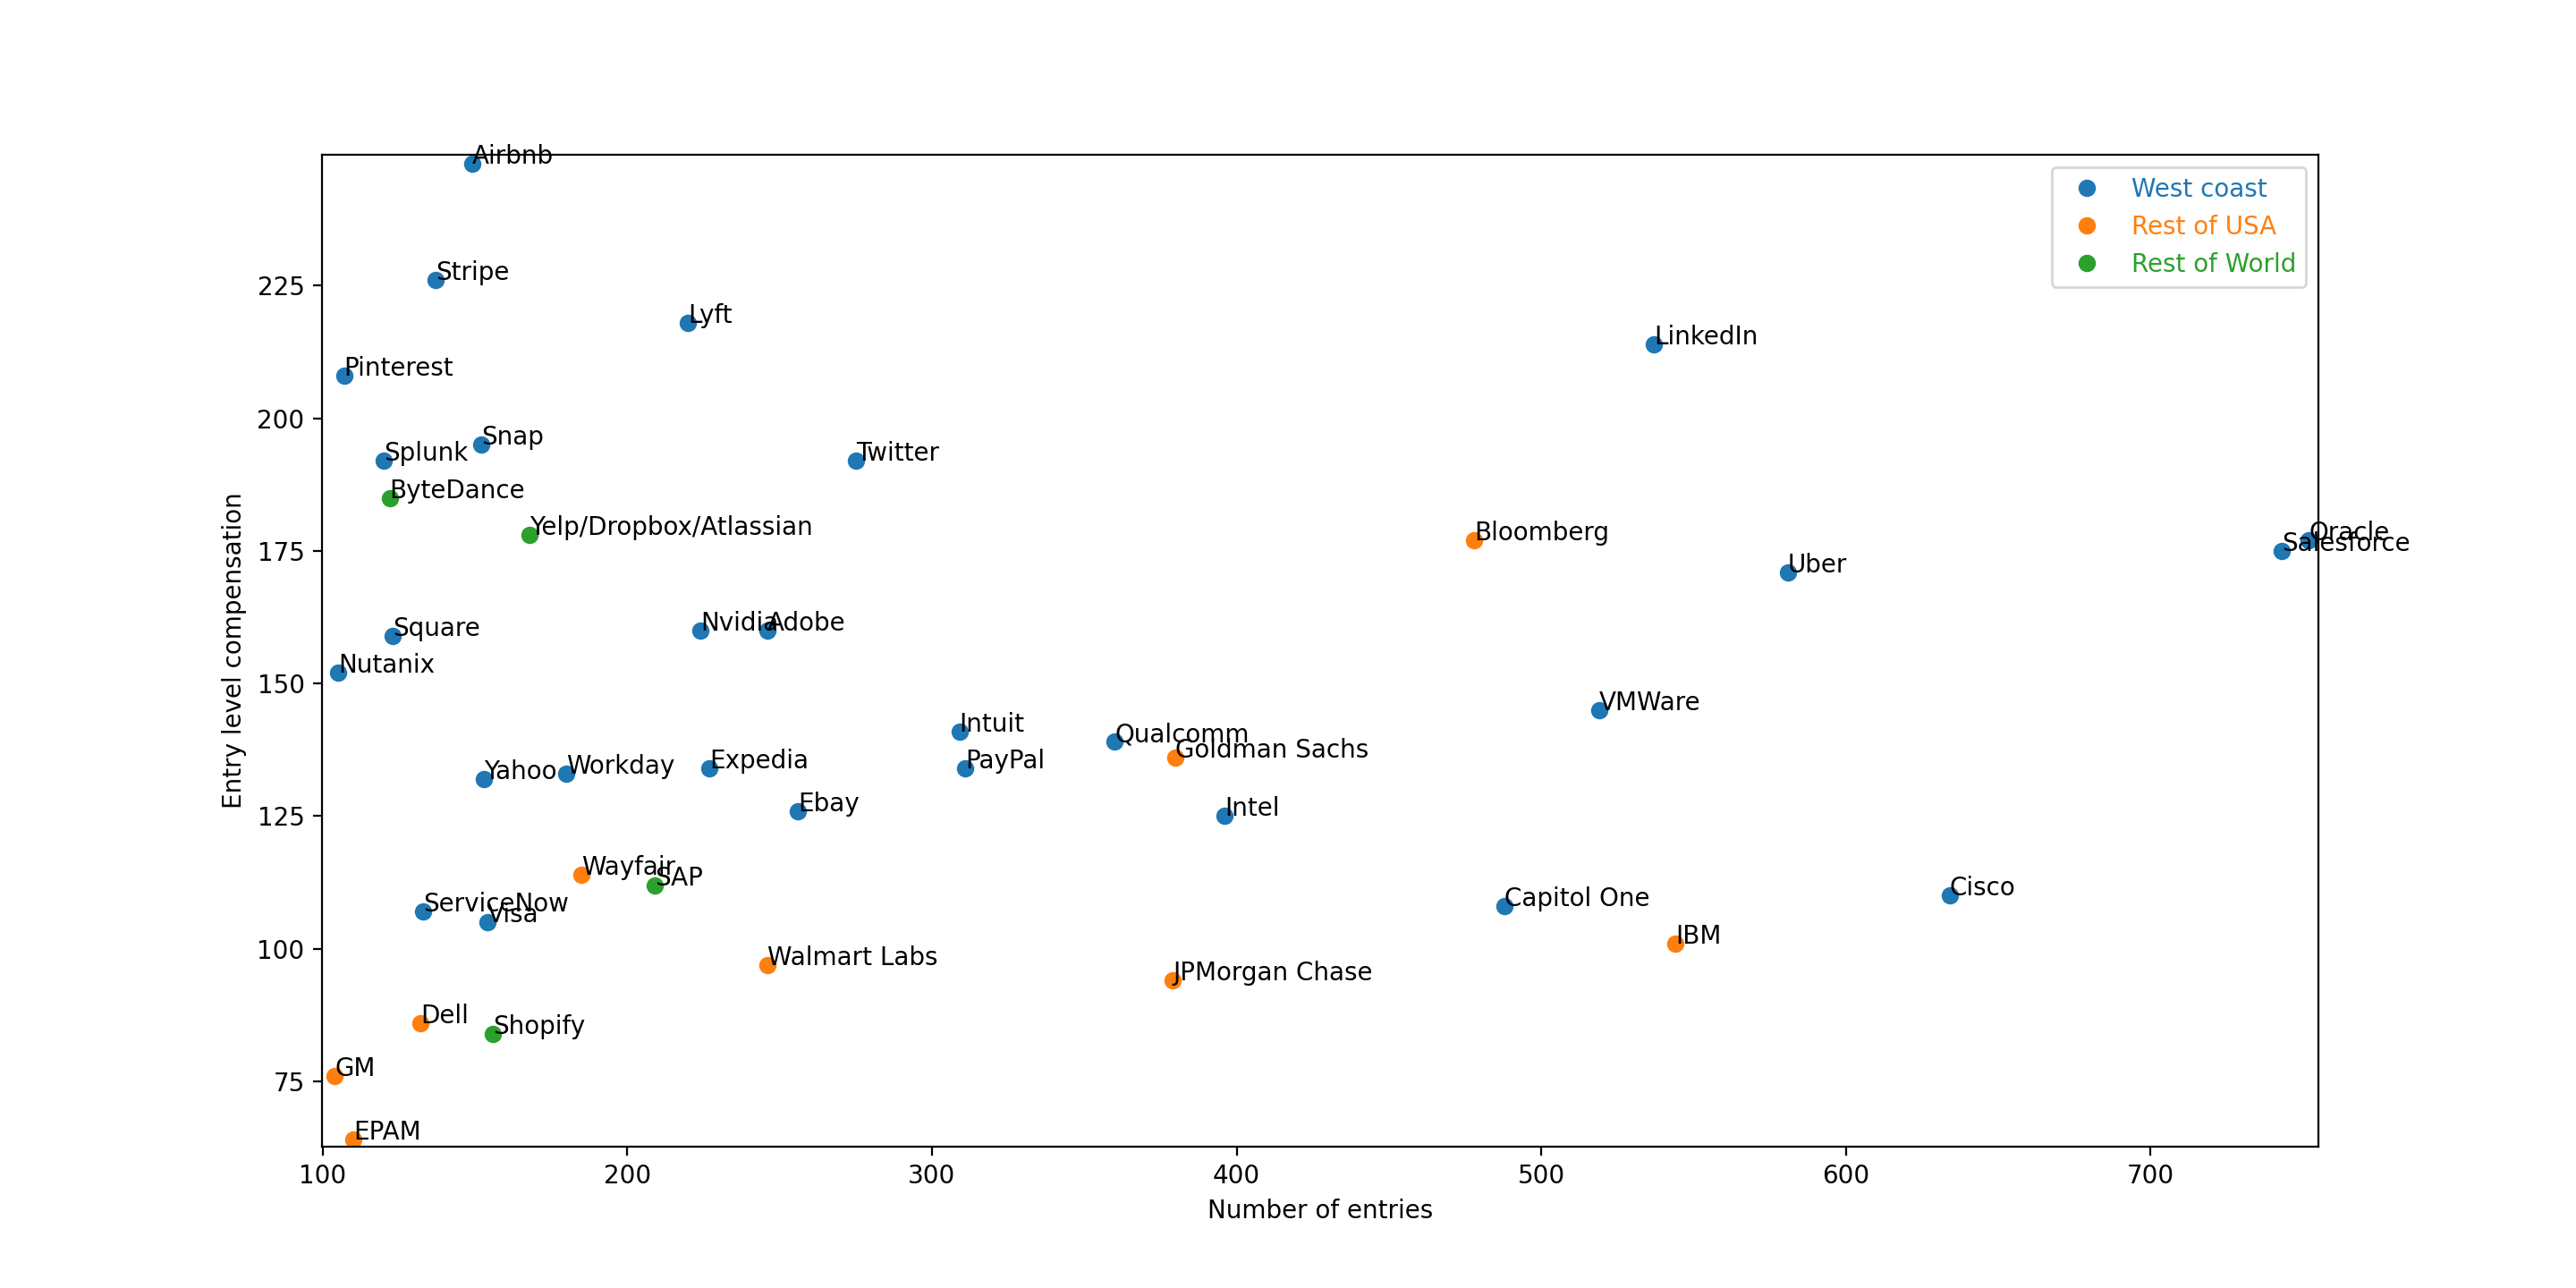 Airbnb
West coast
Rest of USA
Rest of World
Stripe
225
Lyft
LinkedIn
Pinterest
200
Snap
Splunk
Twitter
ByteDance
Yelp/Dropbox/Atlassian
Bloomberg
Oracle
Salesforce
175
Uber
Nvidia
Adobe
Square
Nutanix
150
VMWare
Intuit
Qualcomm
Goldman Sachs
Yahoo
Workday
Expedia
PayPal
Ebay
Intel
125
Entry level compensation
Wayfair
SAP
ServiceNow
Visa
Capitol One
Cisco
IBM
100
Walmart Labs
JPMorgan Chase
Dell
Shopify
GM
75
EPAM
100
200
300
400
500
600
700
Number of entries